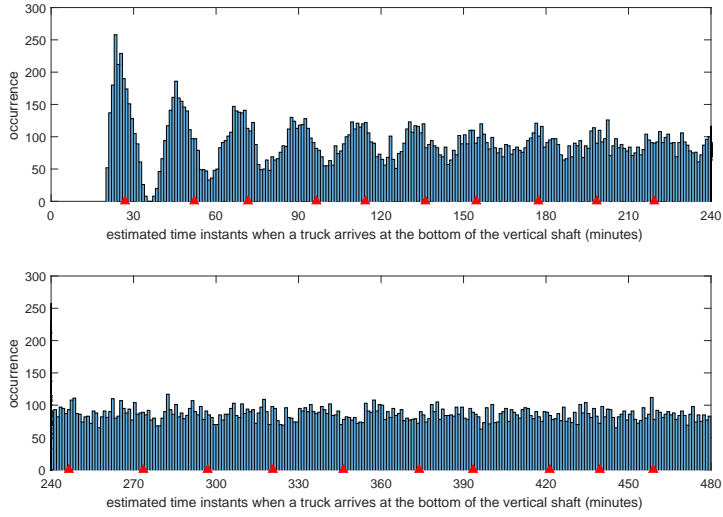 300
250
200
150
100
50
0
occurrence
30 60 90 120 150 180 210 240
estimated time instants when a truck arrives at the bottom of the vertical shaft (minutes)
300
250
200
150
100
50
0
occurrence
240 270 300 330 360 390 420 450 480
estimated time instants when a truck arrives at the bottom of the vertical shaft (minutes)